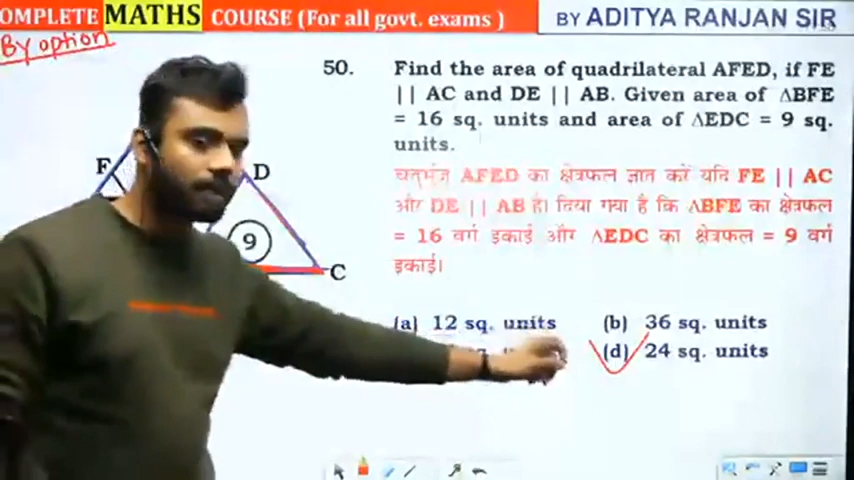 OMPLETE MATHS COURSE (For all govt. exams )
BY ADITYA RANJAN SIR
By option
50. Find the area of quadrilateral AFED, if FE
|| AC and DE || AB. Given area of ΔBFE
= 16 sq. units and area of ΔEDC = 9 sq.
units.
चतुर्भुज AFED का क्षेत्रफल ज्ञात करें यदि FE || AC
और DE || AB है। दिया गया है कि ΔBFE का क्षेत्रफल
= 16 वर्ग इकाई और ΔEDC का क्षेत्रफल = 9 वर्ग
इकाई।
F
D
9
C
(a) 12 sq. units (b) 36 sq. units
(d) 24 sq. units